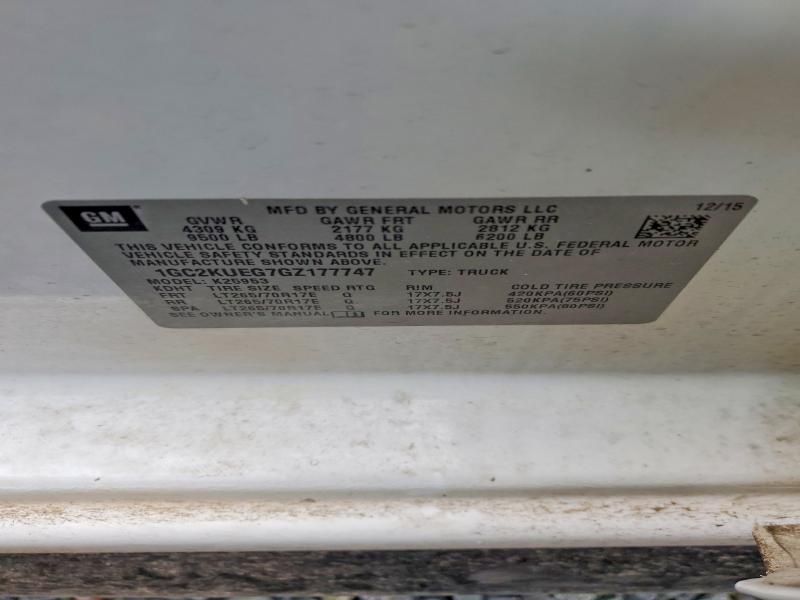 GM
MFD BY GENERAL MOTORS LLC 12/15
GVWR GAWR FRT GAWR RR
4309 KG 2177 KG 2812 KG
9500 LB 4800 LB 6200 LB
THIS VEHICLE CONFORMS TO ALL APPLICABLE U.S. FEDERAL MOTOR
VEHICLE SAFETY STANDARDS IN EFFECT ON THE DATE OF
MANUFACTURE SHOWN ABOVE.
1GC2KUEG7GZ177747 TYPE: TRUCK
MODEL: K25953
XDHT TIRE SIZE SPEED RTG RIM COLD TIRE PRESSURE
FRT LT265/70R17E Q 17X7.5J 420KPA(60PSI)
RR LT265/70R17E Q 17X7.5J 520KPA(75PSI)
SPA LT265/70R17E Q 17X7.5J 550KPA(80PSI)
SEE OWNER'S MANUAL FOR MORE INFORMATION.